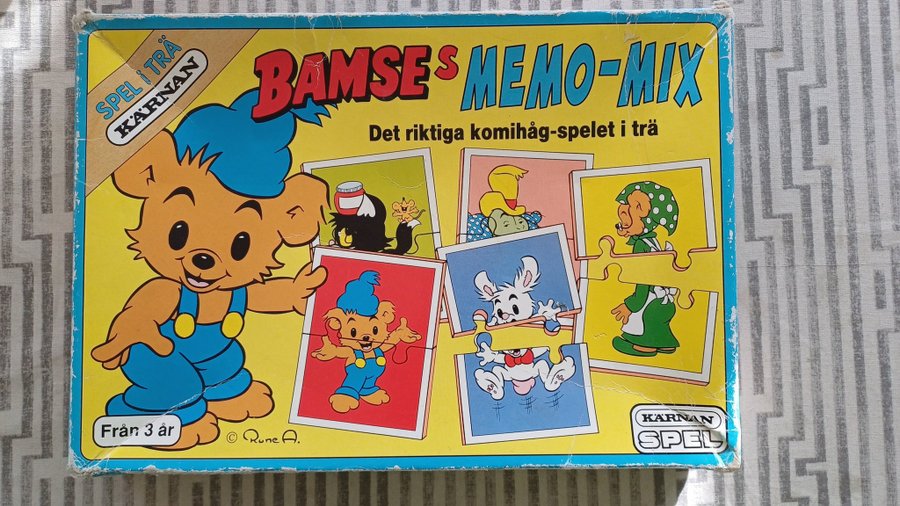 SPEL i TRÄ
KÄRNAN
BAMSEs MEMO-MIX
Det riktiga komihåg-spelet i trä
Från 3 år
© Rune A.
KÄRNAN
SPEL